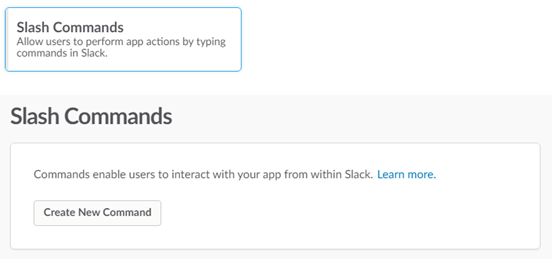 Slash Commands
Allow users to perform app actions by typing
commands in Slack.
Slash Commands
Commands enable users to interact with your app from within Slack. Learn more.
Create New Command